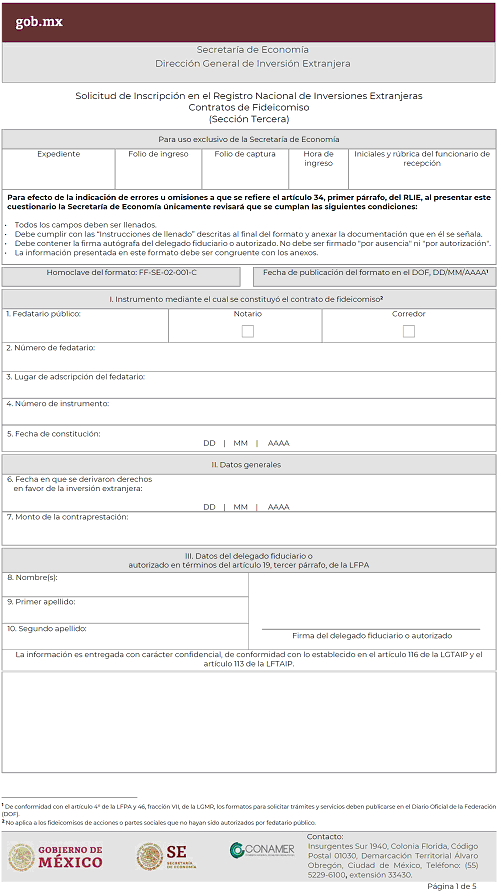 gob.mx
Secretaría de Economía
Dirección General de Inversión Extranjera
Solicitud de Inscripción en el Registro Nacional de Inversiones Extranjeras
Contratos de Fideicomiso
(Sección Tercera)
Para uso exclusivo de la Secretaría de Economía
Expediente
Folio de ingreso
Folio de captura
Hora de
ingreso
Iniciales y rúbrica del funcionario de
recepción
Para efecto de la indicación de errores u omisiones a que se refiere el artículo 34, primer párrafo, del RLIE, al presentar este
cuestionario la Secretaría de Economía únicamente revisará que se cumplan las siguientes condiciones:
• Todos los campos deben ser llenados.
• Debe cumplir con las "Instrucciones de llenado" descritas al final del formato y anexar la documentación que en él se señala.
• Debe contener la firma autógrafa del delegado fiduciario o autorizado. No debe ser firmado "por ausencia" ni "por autorización".
• La información presentada en este formato debe ser congruente con los anexos.
Homoclave del formato: FF-SE-02-001-C
Fecha de publicación del formato en el DOF, DD/MM/AAAA¹
I. Instrumento mediante el cual se constituyó el contrato de fideicomiso²
1. Fedatario público:
Notario
Corredor
2. Número de fedatario:
3. Lugar de adscripción del fedatario:
4. Número de instrumento:
5. Fecha de constitución:
DD | MM | AAAA
II. Datos generales
6. Fecha en que se derivaron derechos
en favor de la inversión extranjera:
DD | MM | AAAA
7. Monto de la contraprestación:
III. Datos del delegado fiduciario o
autorizado en términos del artículo 19, tercer párrafo, de la LFPA
8. Nombre(s):
9. Primer apellido:
10. Segundo apellido:
Firma del delegado fiduciario o autorizado
La información es entregada con carácter confidencial, de conformidad con lo establecido en el artículo 116 de la LGTAIP y el
artículo 113 de la LFTAIP.
¹ De conformidad con el artículo 4° de la LFPA y 46, fracción VII, de la LGMR, los formatos para solicitar trámites y servicios deben publicarse en el Diario Oficial de la Federación
(DOF).
² No aplica a los fideicomisos de acciones o partes sociales que no hayan sido autorizados por fedatario público.
GOBIERNO DE
MÉXICO
SE
SECRETARÍA
DE ECONOMÍA
CONAMER
Contacto:
Insurgentes Sur 1940, Colonia Florida, Código
Postal 01030, Demarcación Territorial Álvaro
Obregón, Ciudad de México, Teléfono: (55)
5229-6100, extensión 33430.
Página 1 de 5